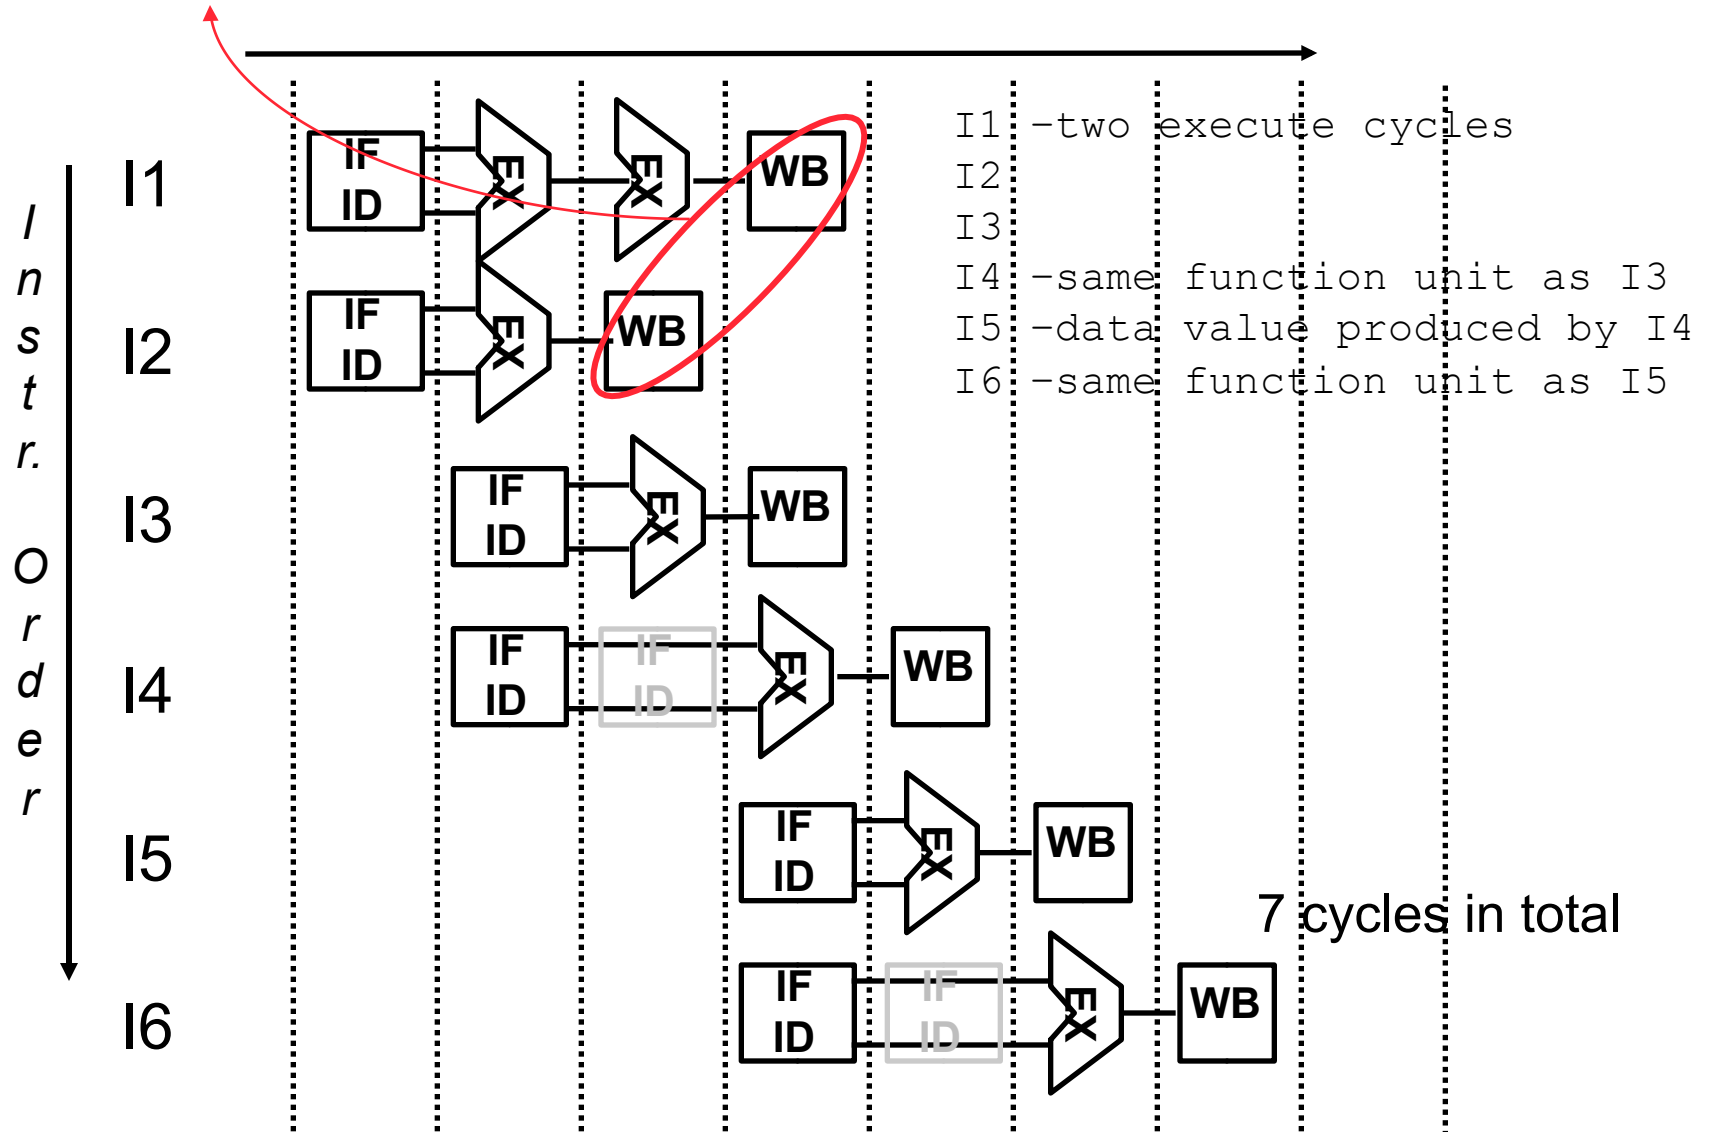 I1 –two execute cycles
I2
I3
I4 –same function unit as I3
I5 –data value produced by I4
I6 –same function unit as I5
Instr. Order
I1
IF
ID
EX
EX
WB
I2
IF
ID
EX
WB
I3
IF
ID
EX
WB
I4
IF
ID
IF
ID
EX
WB
I5
IF
ID
EX
WB
7 cycles in total
I6
IF
ID
IF
ID
EX
WB